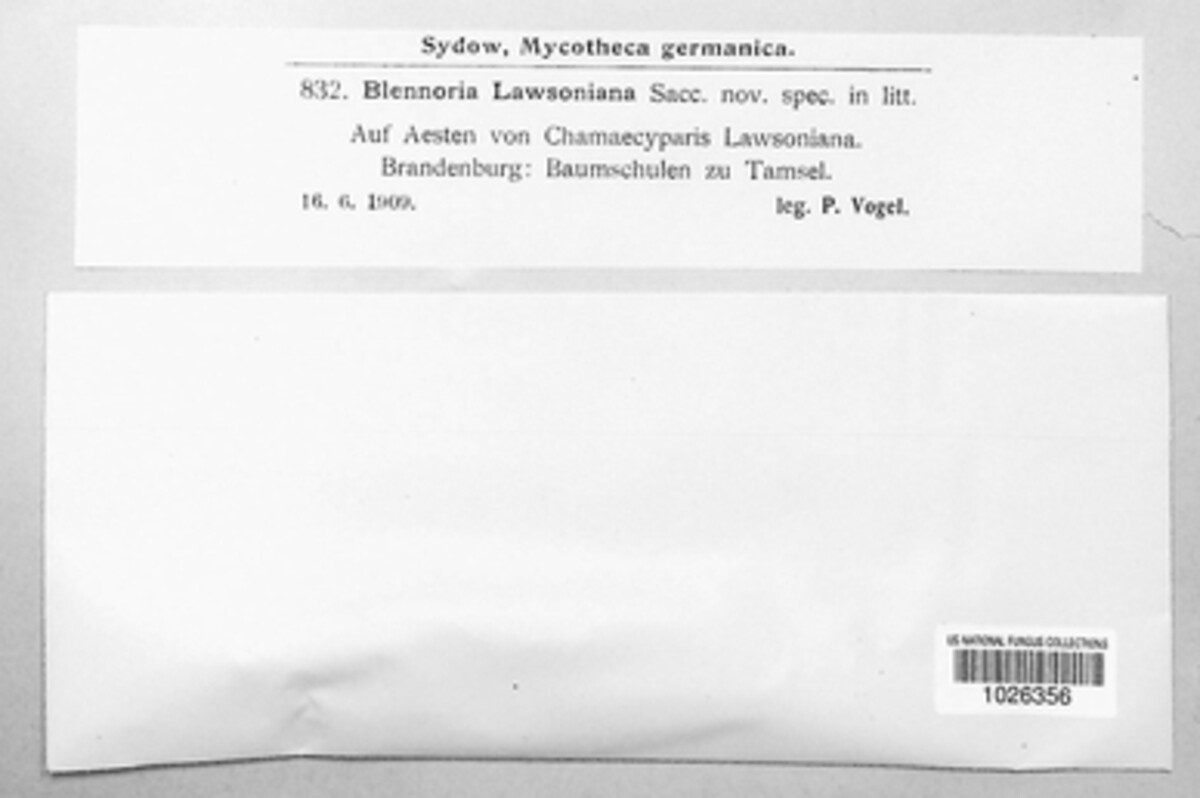 Sydow, Mycotheca germanica.
832. Blennoria Lawsoniana Sacc. nov. spec. in litt.
Auf Aesten von Chamaecyparis Lawsoniana.
Brandenburg: Baumschulen zu Tamsel.
16. 6. 1909. leg. P. Vogel.
US NATIONAL FUNGUS COLLECTIONS
1026356